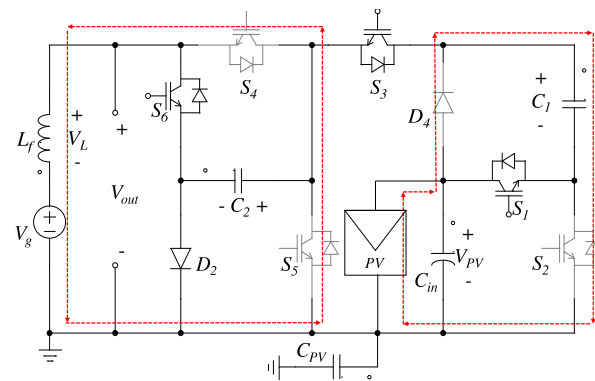 S4
S3
+
C1
-
S6
D4
Lf
+
VL
-
+
Vout
-
S1
- C2 +
Vg
D2
S5
PV
+
VPV
-
Cin
S2
CPV